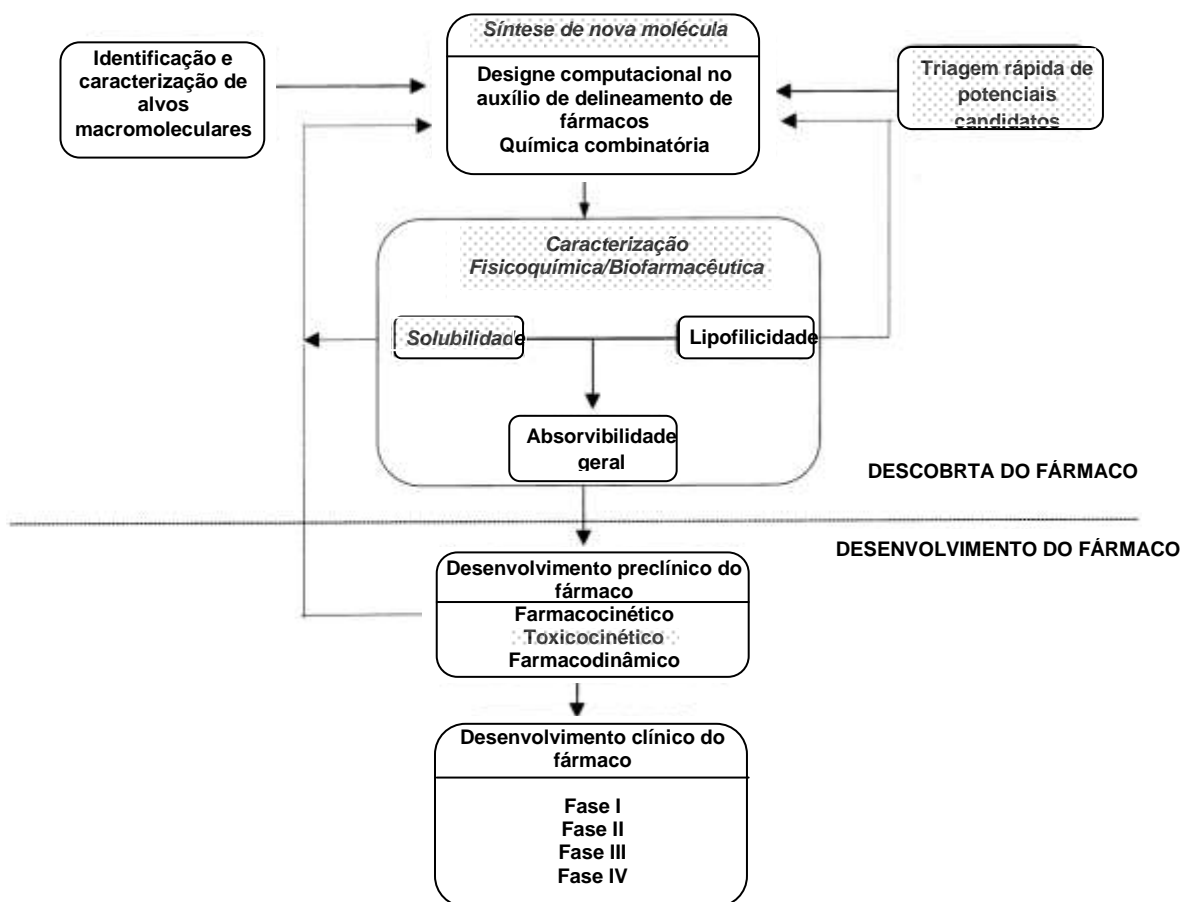 Síntese de nova molécula
Identificação e
caracterização de
alvos
macromoleculares
Designe computacional no
auxílio de delineamento de
fármacos
Química combinatória
Triagem rápida de
potenciais
candidatos
Caracterização
Fisicoquímica/Biofarmacêutica
Solubilidade
Lipofilicidade
Absorvibilidade
geral
DESCOBRTA DO FÁRMACO
DESENVOLVIMENTO DO FÁRMACO
Desenvolvimento preclínico do
fármaco
Farmacocinético
Toxicocinético
Farmacodinâmico
Desenvolvimento clínico do
fármaco
Fase I
Fase II
Fase III
Fase IV